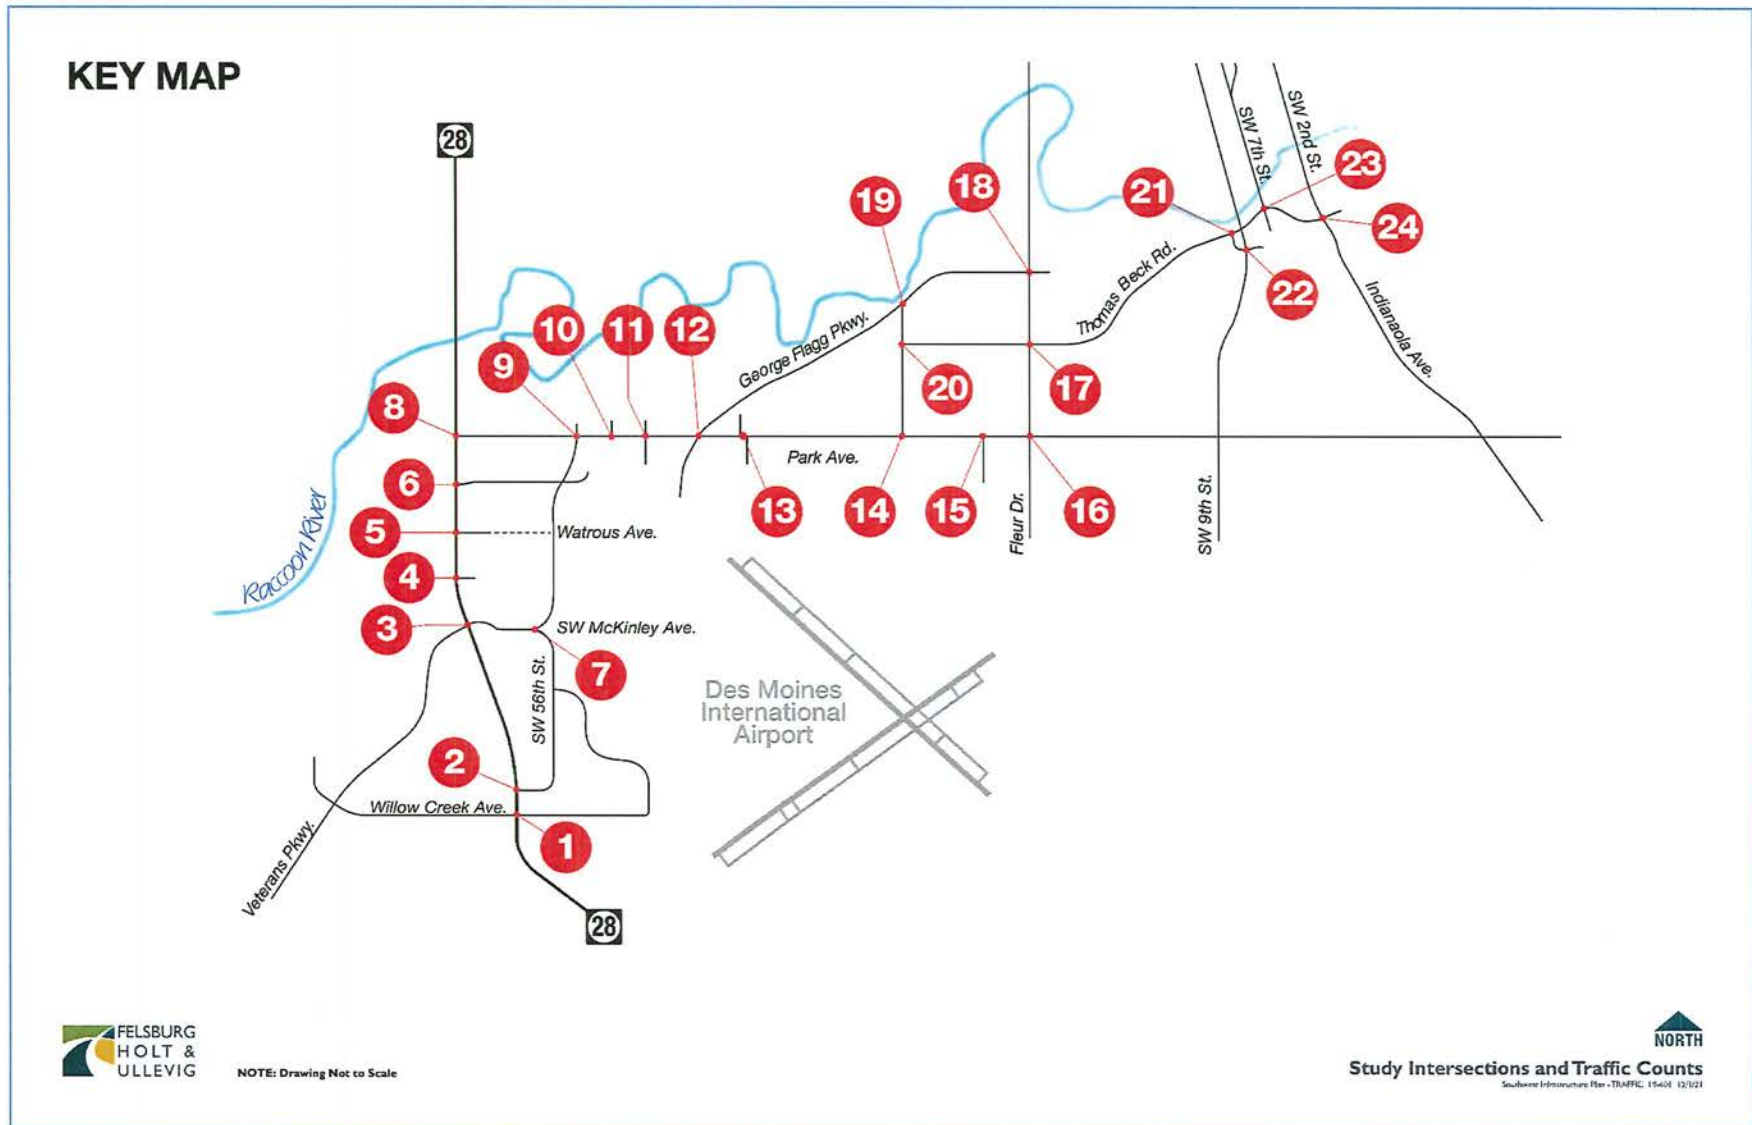 KEY MAP
28
SW 7th St.
SW 2nd St.
23
18
21
19
24
Thomas Beck Rd.
22
10
11
12
George Flagg Pkwy.
Indianaola Ave.
9
20
17
8
Park Ave.
6
13
14
15
16
Raccoon River
5
Watrous Ave.
Fleur Dr.
SW 9th St.
4
3
SW McKinley Ave.
7
SW 56th St.
Des Moines
International
Airport
2
Willow Creek Ave.
1
Veterans Pkwy.
28
FELSBURG
HOLT &
ULLEVIG
NOTE: Drawing Not to Scale
NORTH
Study Intersections and Traffic Counts
Southwest Infrastructure Plan - TRAFFIC